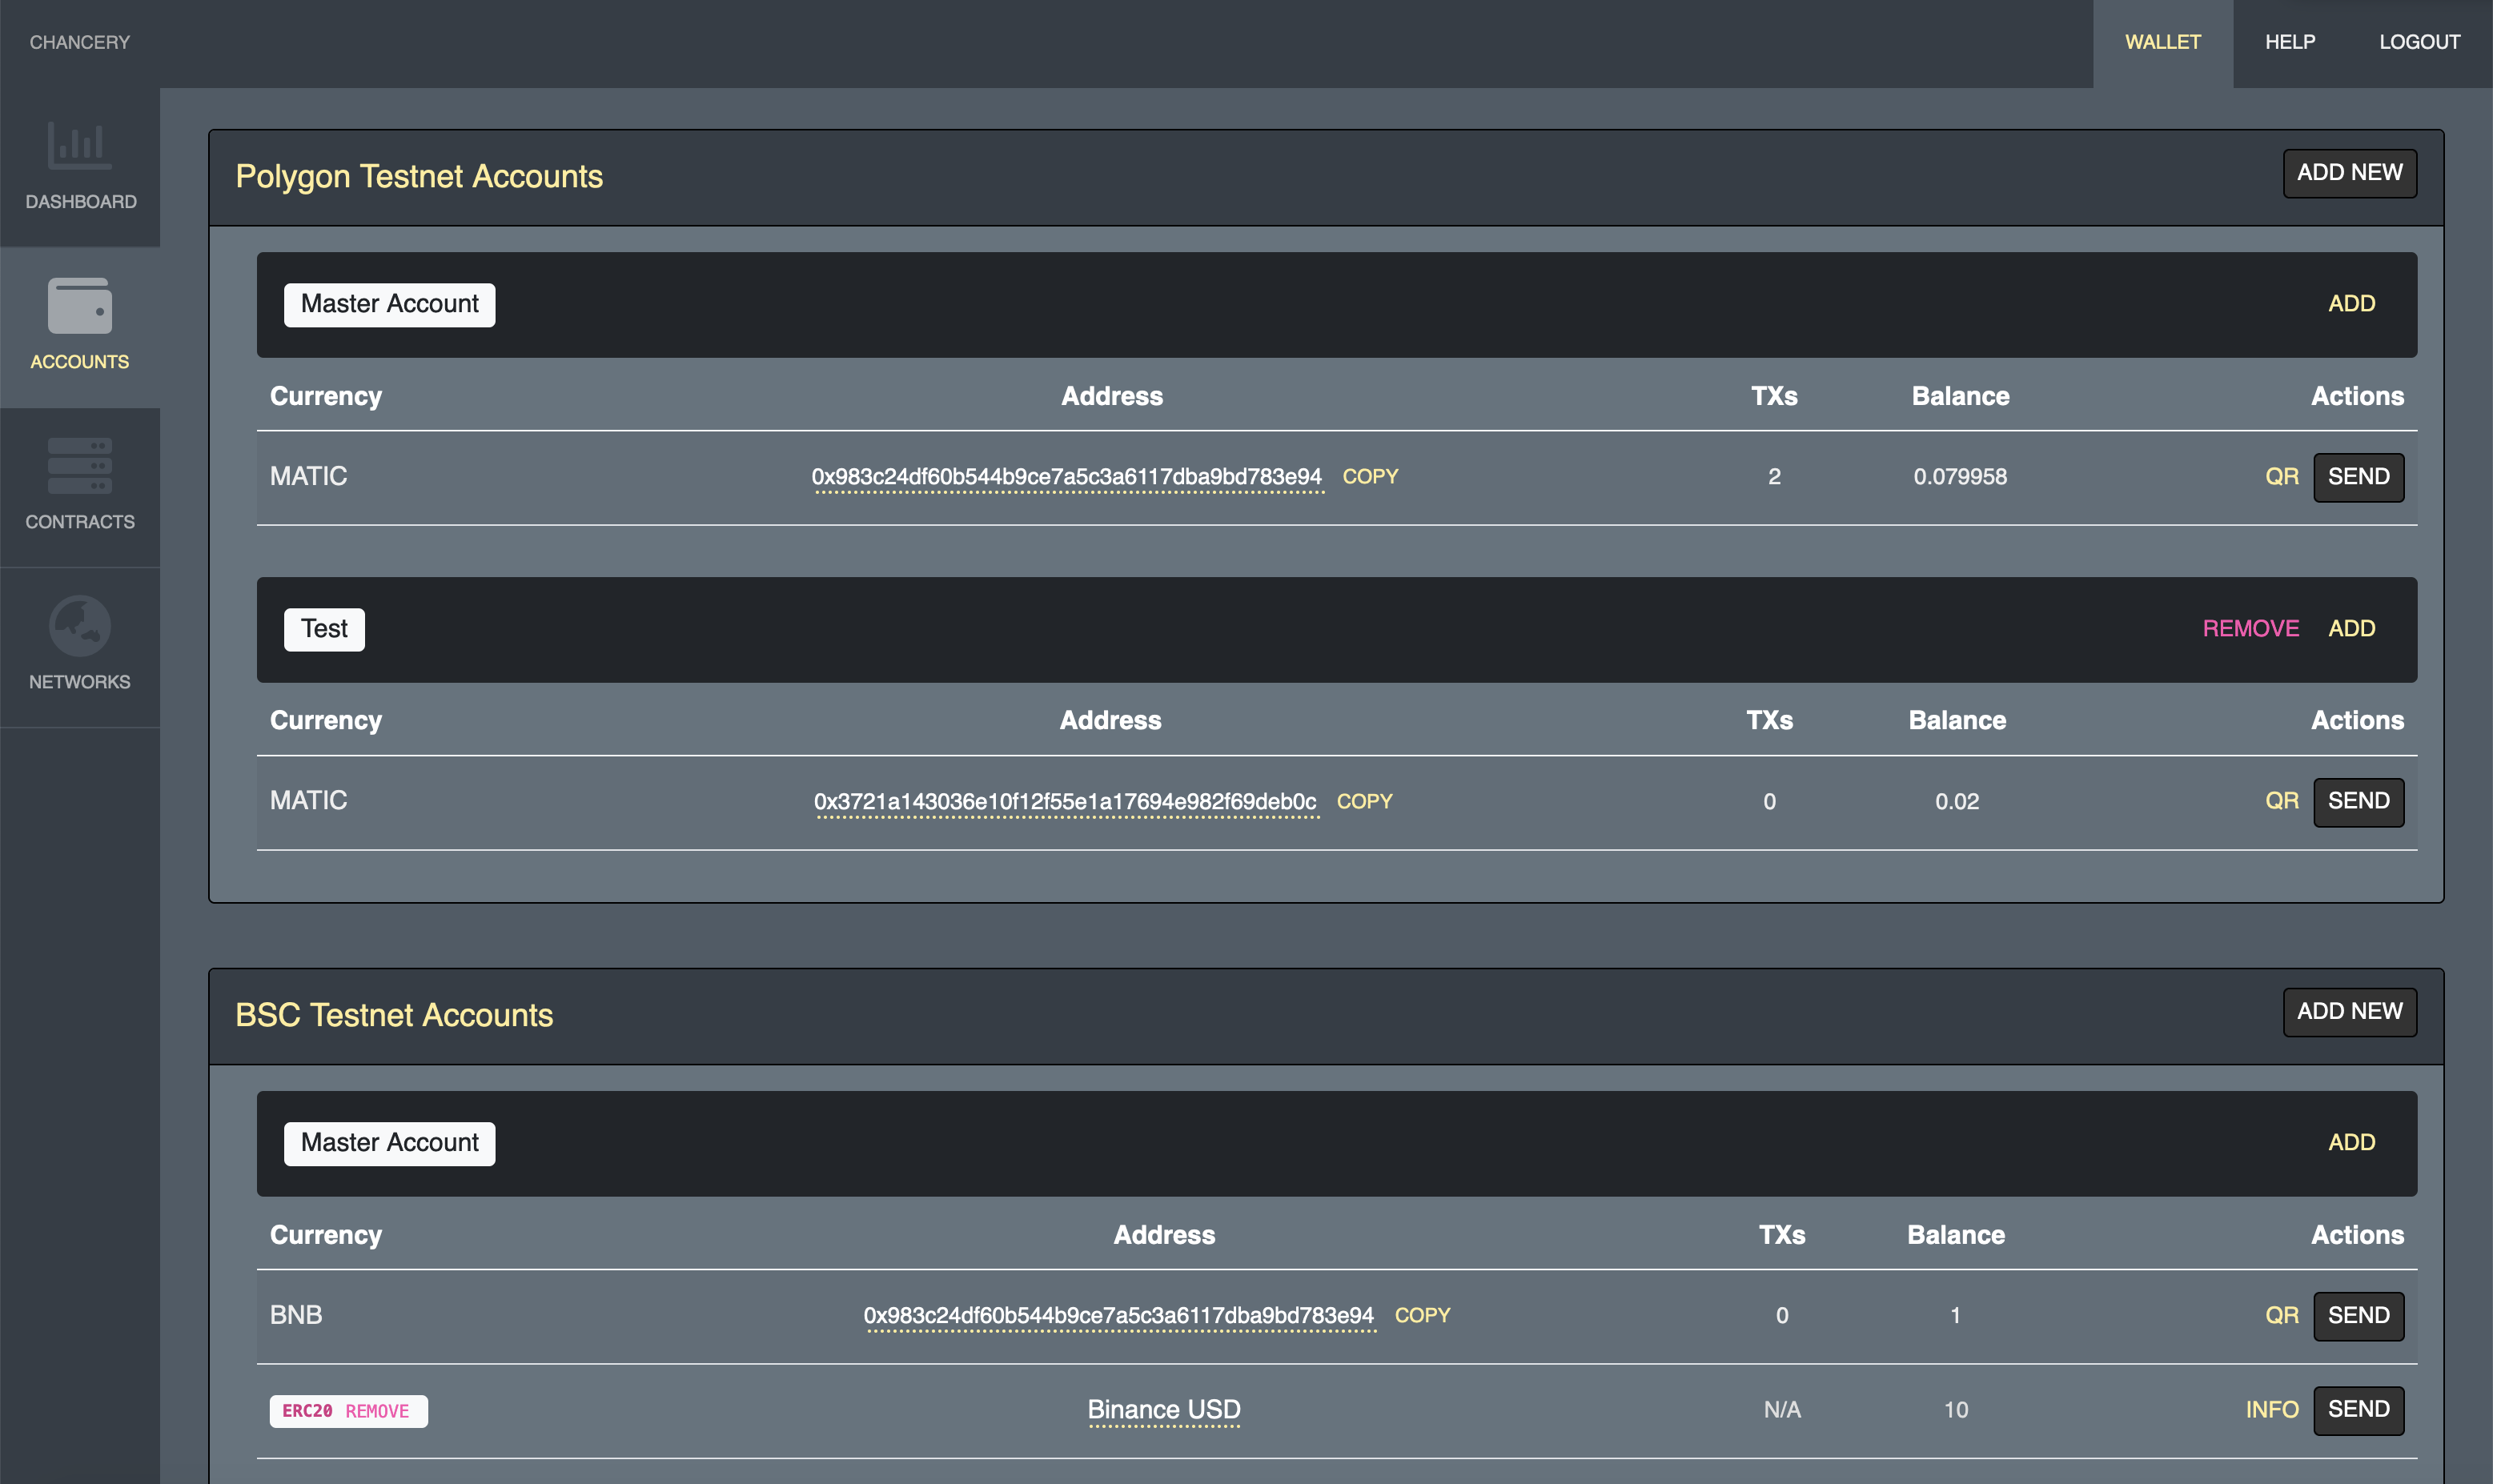 CHANCERY
WALLET HELP LOGOUT
DASHBOARD
ACCOUNTS
CONTRACTS
NETWORKS
Polygon Testnet Accounts ADD NEW
Master Account ADD
Currency Address TXs Balance Actions
MATIC 0x983c24df60b544b9ce7a5c3a6117dba9bd783e94 COPY 2 0.079958 QR SEND
Test REMOVE ADD
Currency Address TXs Balance Actions
MATIC 0x3721a143036e10f12f55e1a17694e982f69deb0c COPY 0 0.02 QR SEND
BSC Testnet Accounts ADD NEW
Master Account ADD
Currency Address TXs Balance Actions
BNB 0x983c24df60b544b9ce7a5c3a6117dba9bd783e94 COPY 0 1 QR SEND
ERC20 REMOVE Binance USD N/A 10 INFO SEND